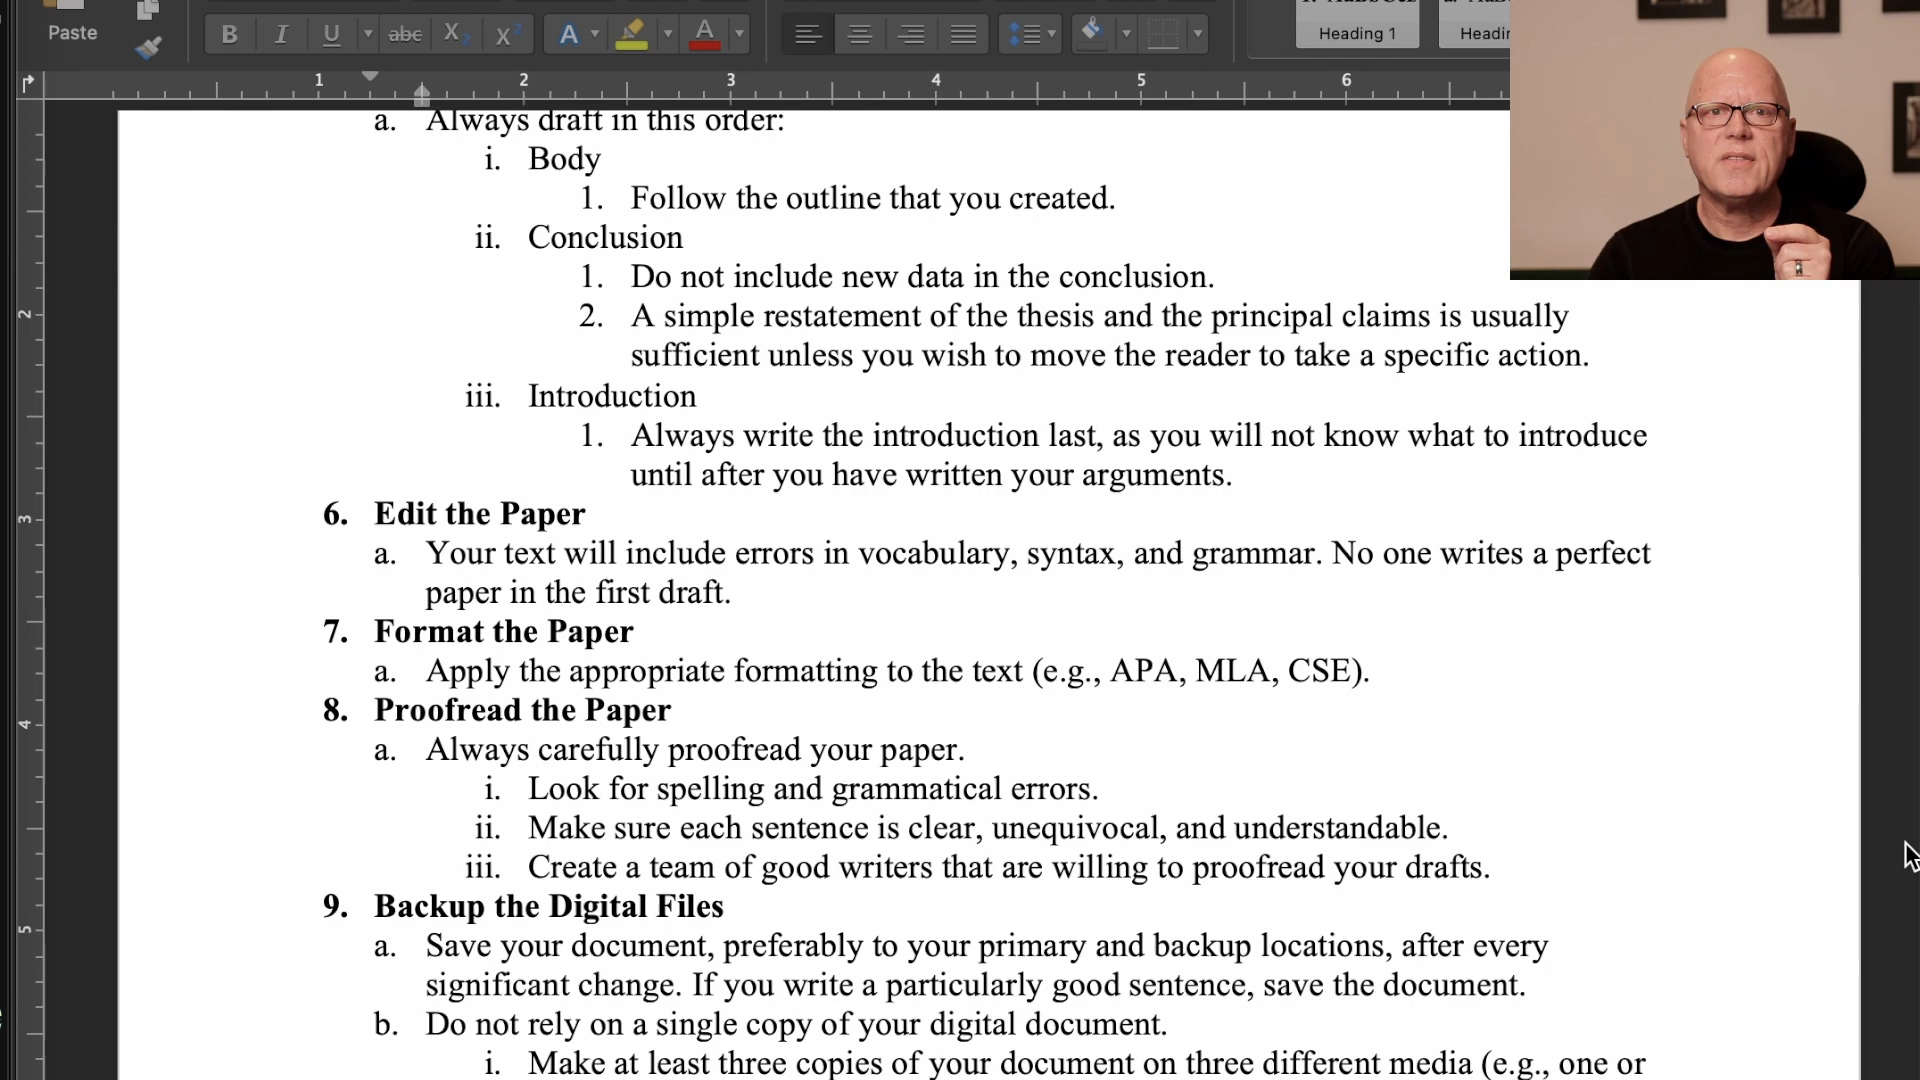 Paste
B I U abc X2 X2 A A
Heading 1
1 2 3 4 5 6
a. Always draft in this order:
i. Body
1. Follow the outline that you created.
ii. Conclusion
1. Do not include new data in the conclusion.
2. A simple restatement of the thesis and the principal claims is usually
sufficient unless you wish to move the reader to take a specific action.
iii. Introduction
1. Always write the introduction last, as you will not know what to introduce
until after you have written your arguments.
6. Edit the Paper
a. Your text will include errors in vocabulary, syntax, and grammar. No one writes a perfect
paper in the first draft.
7. Format the Paper
a. Apply the appropriate formatting to the text (e.g., APA, MLA, CSE).
8. Proofread the Paper
a. Always carefully proofread your paper.
i. Look for spelling and grammatical errors.
ii. Make sure each sentence is clear, unequivocal, and understandable.
iii. Create a team of good writers that are willing to proofread your drafts.
9. Backup the Digital Files
a. Save your document, preferably to your primary and backup locations, after every
significant change. If you write a particularly good sentence, save the document.
b. Do not rely on a single copy of your digital document.
i. Make at least three copies of your document on three different media (e.g., one or
2
3
4
5